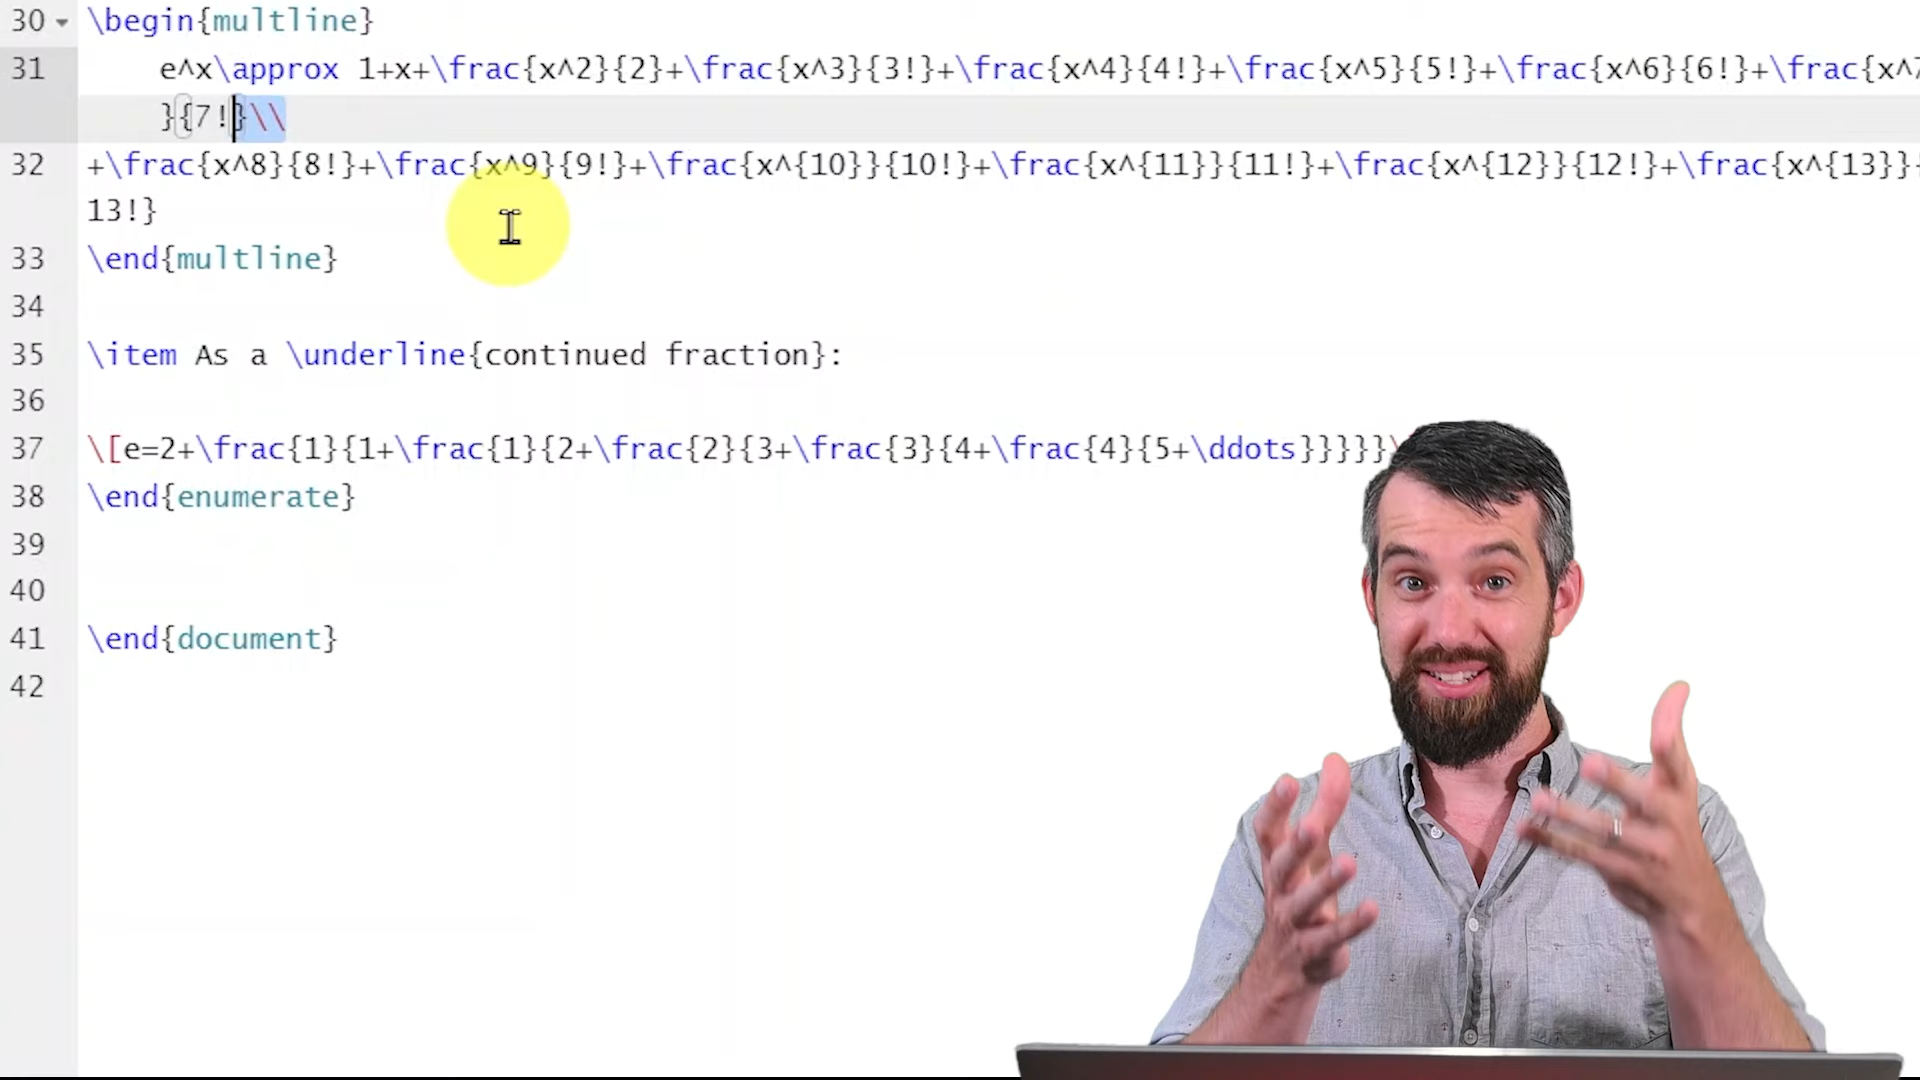 30 \begin{multline}
31 e^x\approx 1+x+\frac{x^2}{2}+\frac{x^3}{3!}+\frac{x^4}{4!}+\frac{x^5}{5!}+\frac{x^6}{6!}+\frac{x^7
}{7!}\\
32 +\frac{x^8}{8!}+\frac{x^9}{9!}+\frac{x^{10}}{10!}+\frac{x^{11}}{11!}+\frac{x^{12}}{12!}+\frac{x^{13}}{
13!}
33 \end{multline}
34
35 \item As a \underline{continued fraction}:
36
37 \[e=2+\frac{1}{1+\frac{1}{2+\frac{2}{3+\frac{3}{4+\frac{4}{5+\ddots}}}}}\
38 \end{enumerate}
39
40
41 \end{document}
42